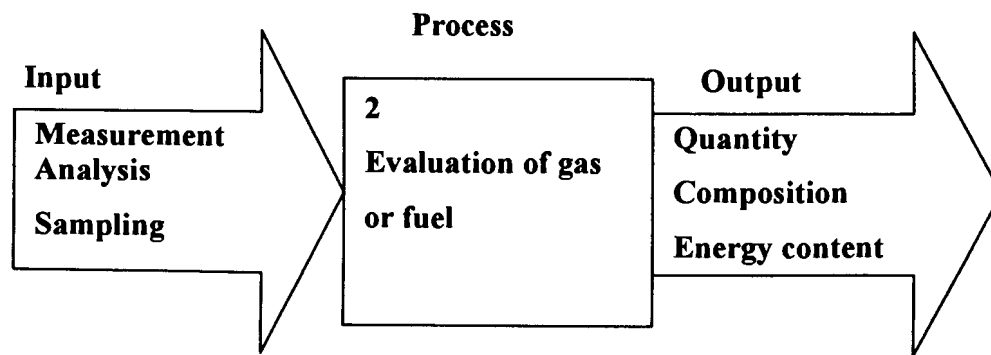 Process
Input
Measurement
Analysis
Sampling
2
Evaluation of gas
or fuel
Output
Quantity
Composition
Energy content